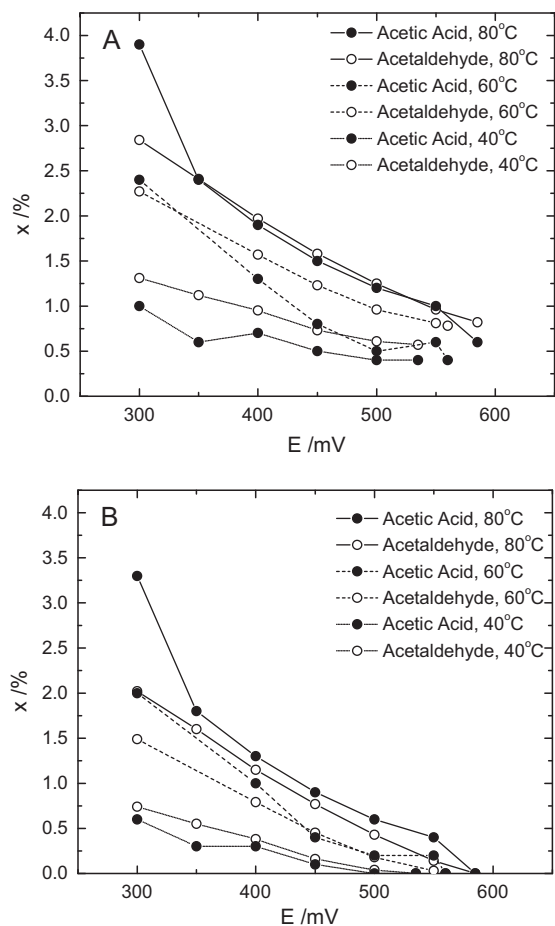 A
4.0
3.5
3.0
2.5
2.0
1.5
1.0
0.5
0.0
x /%
300
400
500
600
E /mV
Acetic Acid, 80°C
Acetaldehyde, 80°C
Acetic Acid, 60°C
Acetaldehyde, 60°C
Acetic Acid, 40°C
Acetaldehyde, 40°C
B
4.0
3.5
3.0
2.5
2.0
1.5
1.0
0.5
0.0
x /%
300
400
500
600
E /mV
Acetic Acid, 80°C
Acetaldehyde, 80°C
Acetic Acid, 60°C
Acetaldehyde, 60°C
Acetic Acid, 40°C
Acetaldehyde, 40°C